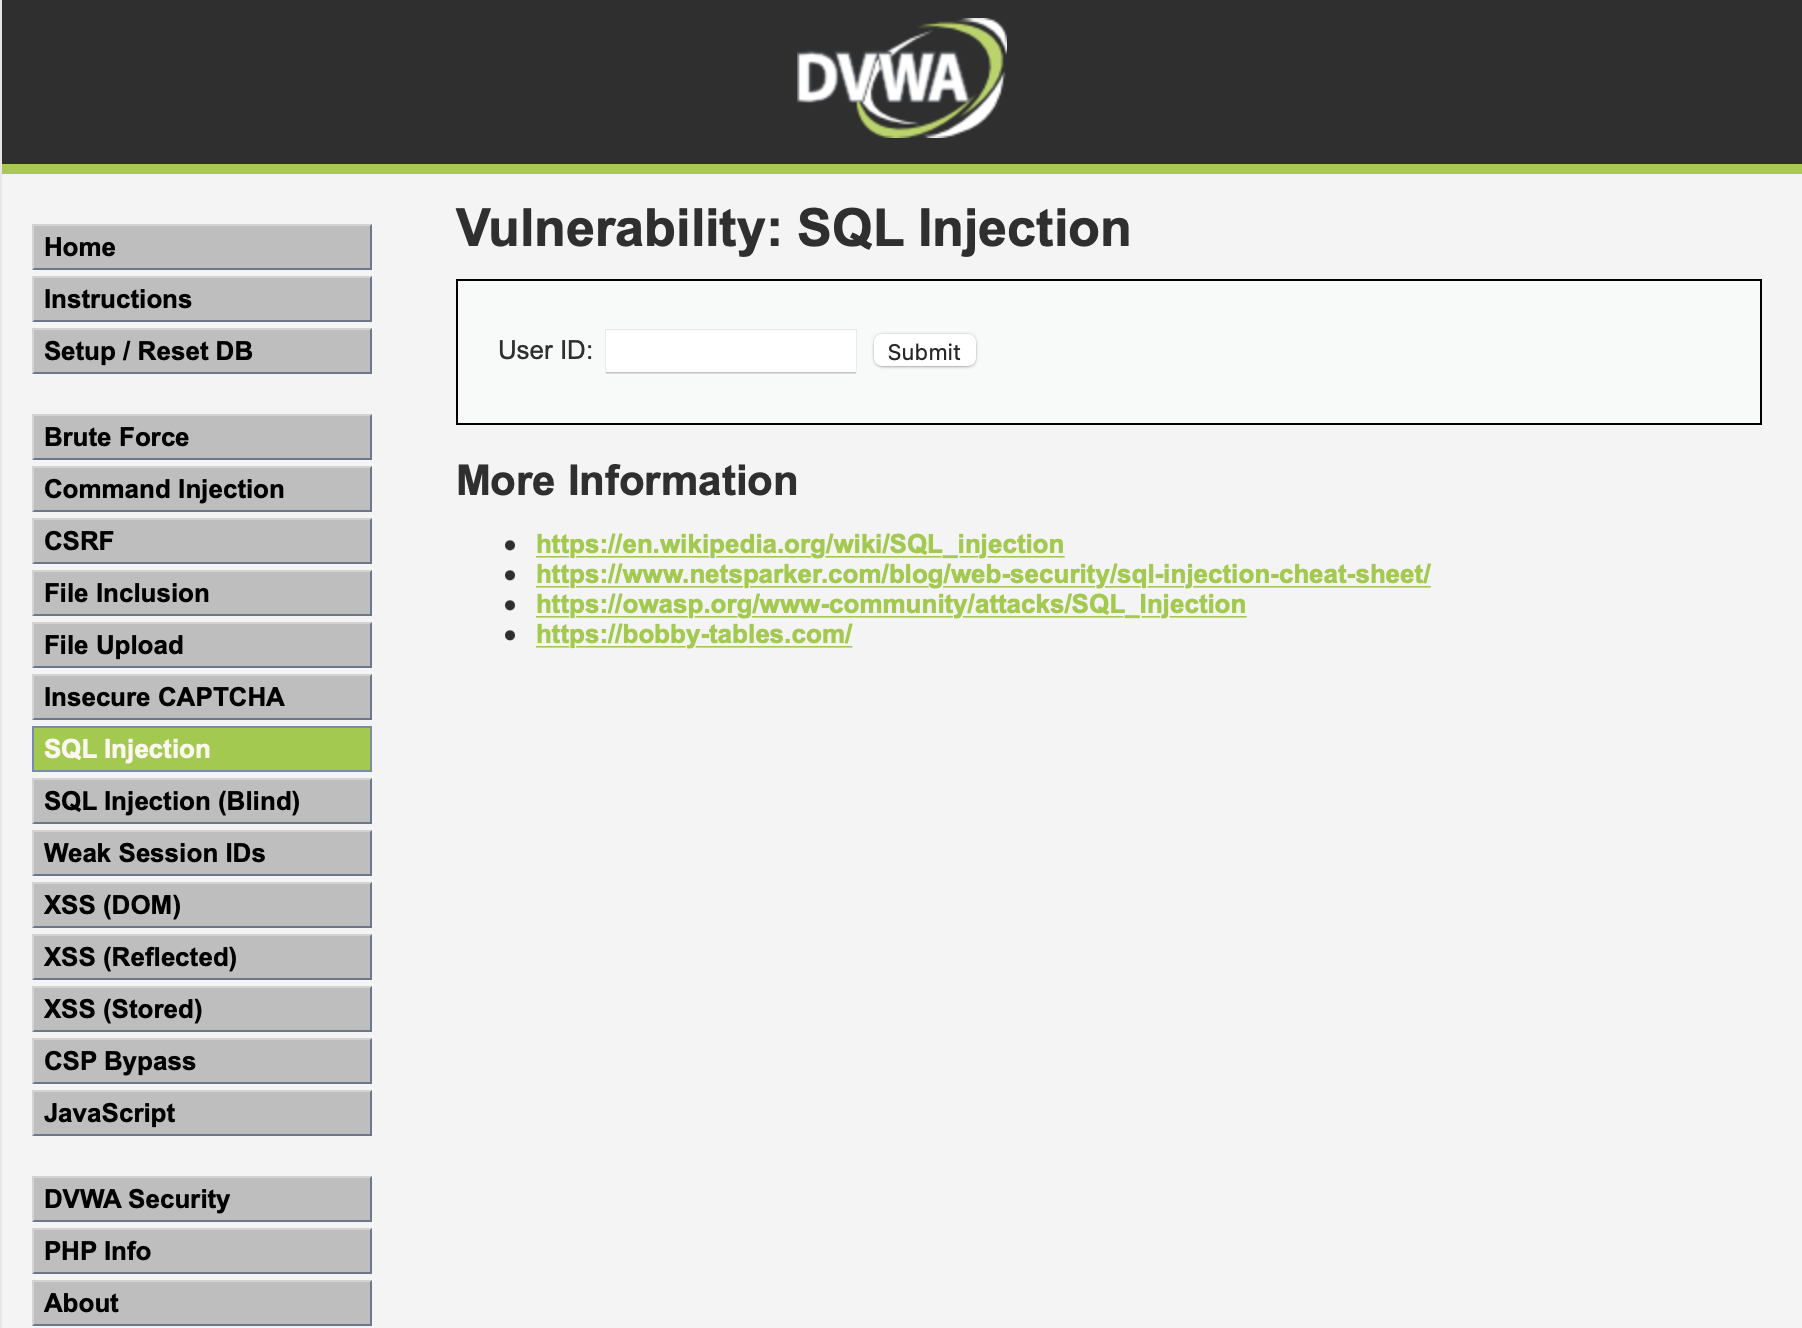 DVWA
Home
Instructions
Setup / Reset DB
Brute Force
Command Injection
CSRF
File Inclusion
File Upload
Insecure CAPTCHA
SQL Injection
SQL Injection (Blind)
Weak Session IDs
XSS (DOM)
XSS (Reflected)
XSS (Stored)
CSP Bypass
JavaScript
DVWA Security
PHP Info
About
Vulnerability: SQL Injection
User ID: Submit
More Information
https://en.wikipedia.org/wiki/SQL_injection
https://www.netsparker.com/blog/web-security/sql-injection-cheat-sheet/
https://owasp.org/www-community/attacks/SQL_Injection
https://bobby-tables.com/